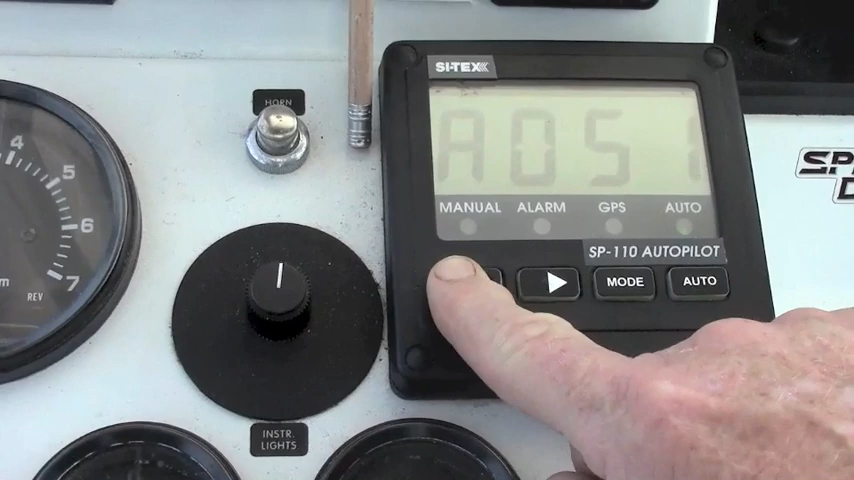 SI-TEX
A051
HORN
4
5
6
7
REV
MANUAL ALARM GPS AUTO
SP-110 AUTOPILOT
MODE AUTO
INSTR.
LIGHTS